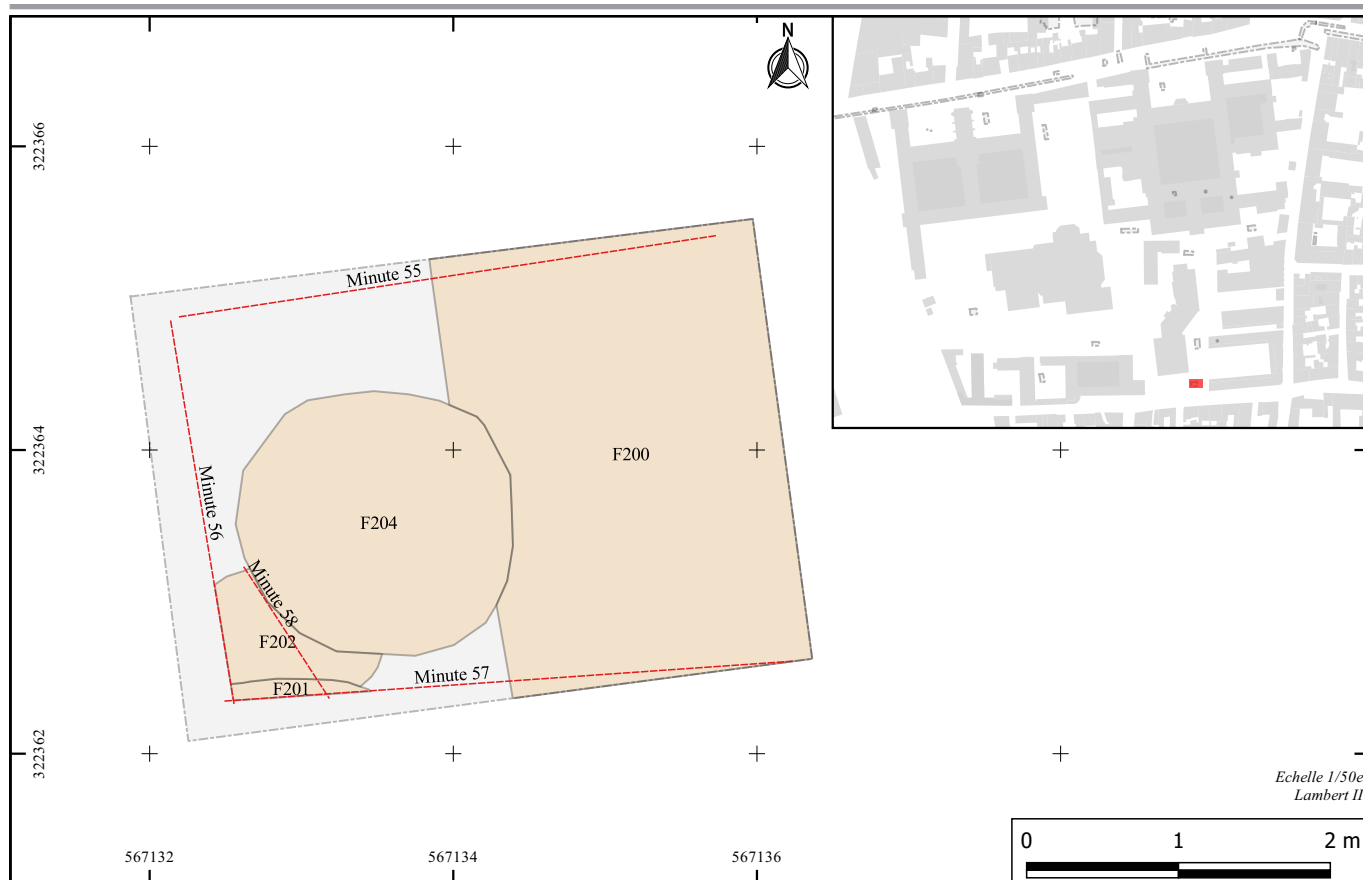 N
322366
Minute 55
322364
F200
Minute 56
F204
Minute 58
F202
Minute 57
F201
322362
Echelle 1/50e
Lambert II
567132
567134
567136
0 1 2 m